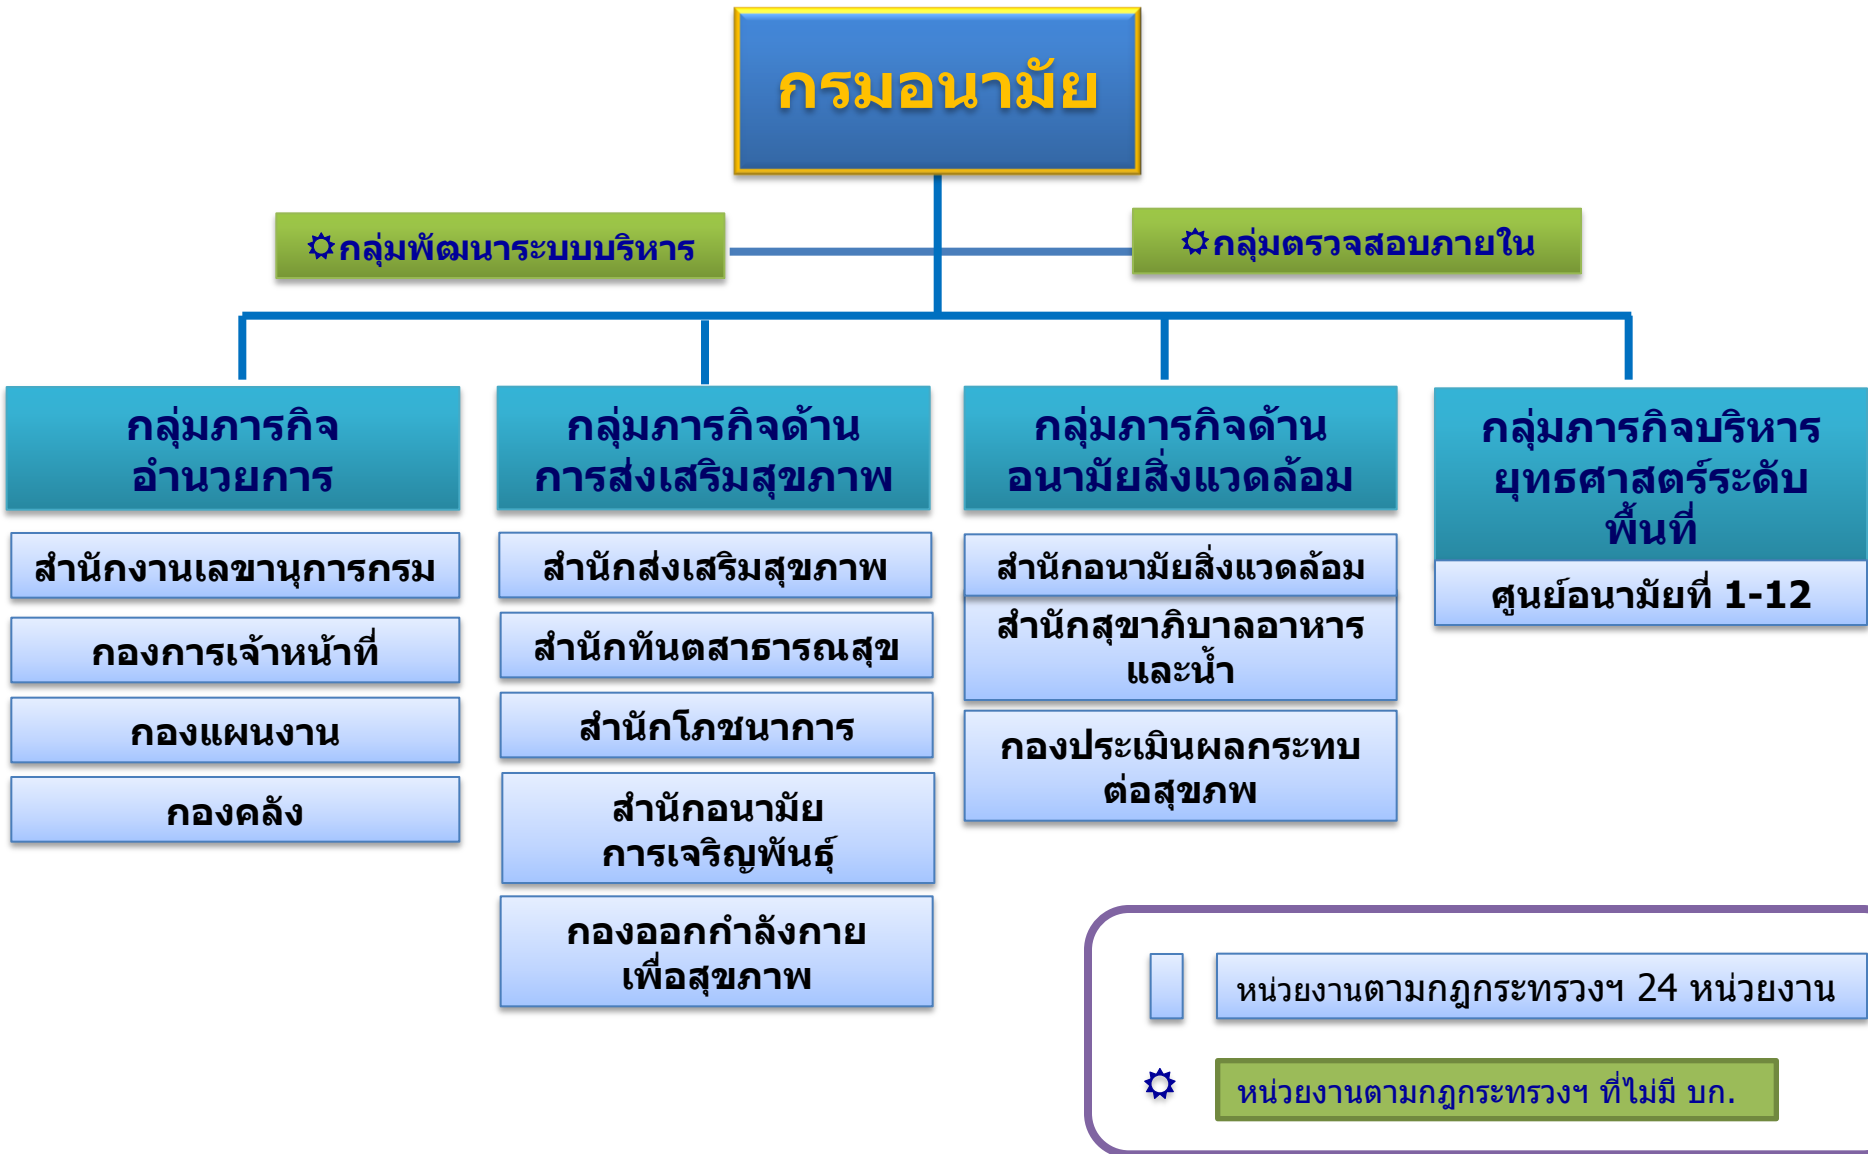 กรมอนามัย
กลุ่มพัฒนาระบบบริหาร
กลุ่มตรวจสอบภายใน
กลุ่มภารกิจ
อำนวยการ
สำนักงานเลขานุการกรม
กองการเจ้าหน้าที่
กองแผนงาน
กองคลัง
กลุ่มภารกิจด้าน
การส่งเสริมสุขภาพ
สำนักส่งเสริมสุขภาพ
สำนักทันตสาธารณสุข
สำนักโภชนาการ
สำนักอนามัย
การเจริญพันธุ์
กองออกกำลังกาย
เพื่อสุขภาพ
กลุ่มภารกิจด้าน
อนามัยสิ่งแวดล้อม
สำนักอนามัยสิ่งแวดล้อม
สำนักสุขาภิบาลอาหาร
และน้ำ
กองประเมินผลกระทบ
ต่อสุขภพ
กลุ่มภารกิจบริหาร
ยุทธศาสตร์ระดับ
พื้นที่
ศูนย์อนามัยที่ 1-12
หน่วยงานตามกฎกระทรวงฯ 24 หน่วยงาน
หน่วยงานตามกฎกระทรวงฯ ที่ไม่มี บก.